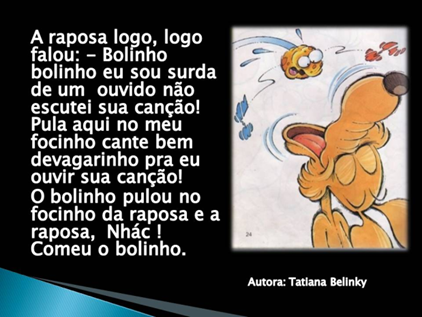 A raposa logo, logo
falou: - Bolinho
bolinho eu sou surda
de um  ouvido não
escutei sua canção!
Pula aqui no meu
focinho cante bem
devagarinho pra eu
ouvir sua canção!
O bolinho pulou no
focinho da raposa e a
raposa,  Nhác !
Comeu o bolinho.
24
Autora: Tatiana Belinky